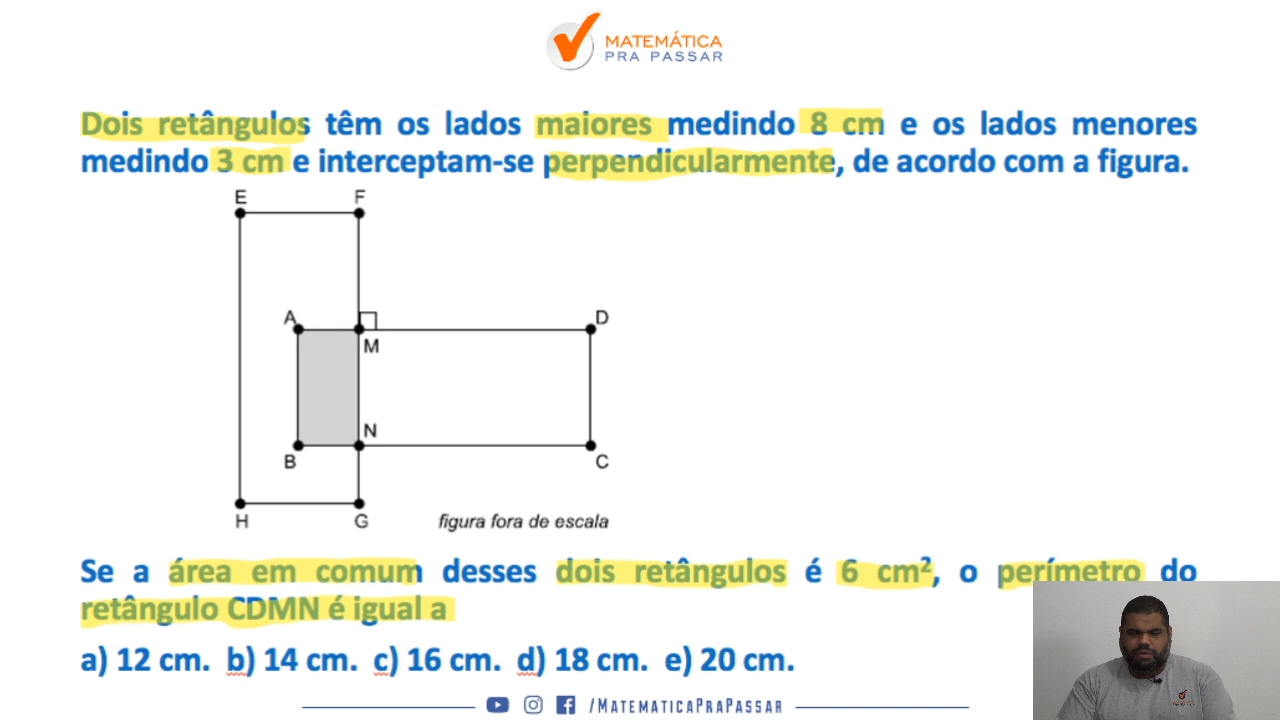 MATEMÁTICA
PRA PASSAR
Dois retângulos têm os lados maiores medindo 8 cm e os lados menores
medindo 3 cm e interceptam-se perpendicularmente, de acordo com a figura.
E F
A D
M
N
B C
H G
figura fora de escala
Se a área em comum desses dois retângulos é 6 cm², o perímetro do
retângulo CDMN é igual a
a) 12 cm. b) 14 cm. c) 16 cm. d) 18 cm. e) 20 cm.
/MATEMATICAPRAPASSAR